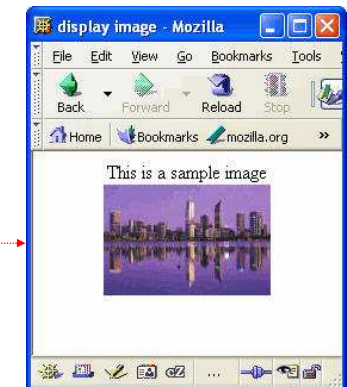 display image - Mozilla
File Edit View Go Bookmarks Tools
Back Forward Reload Stop
Home Bookmarks mozilla.org »
This is a sample image
...